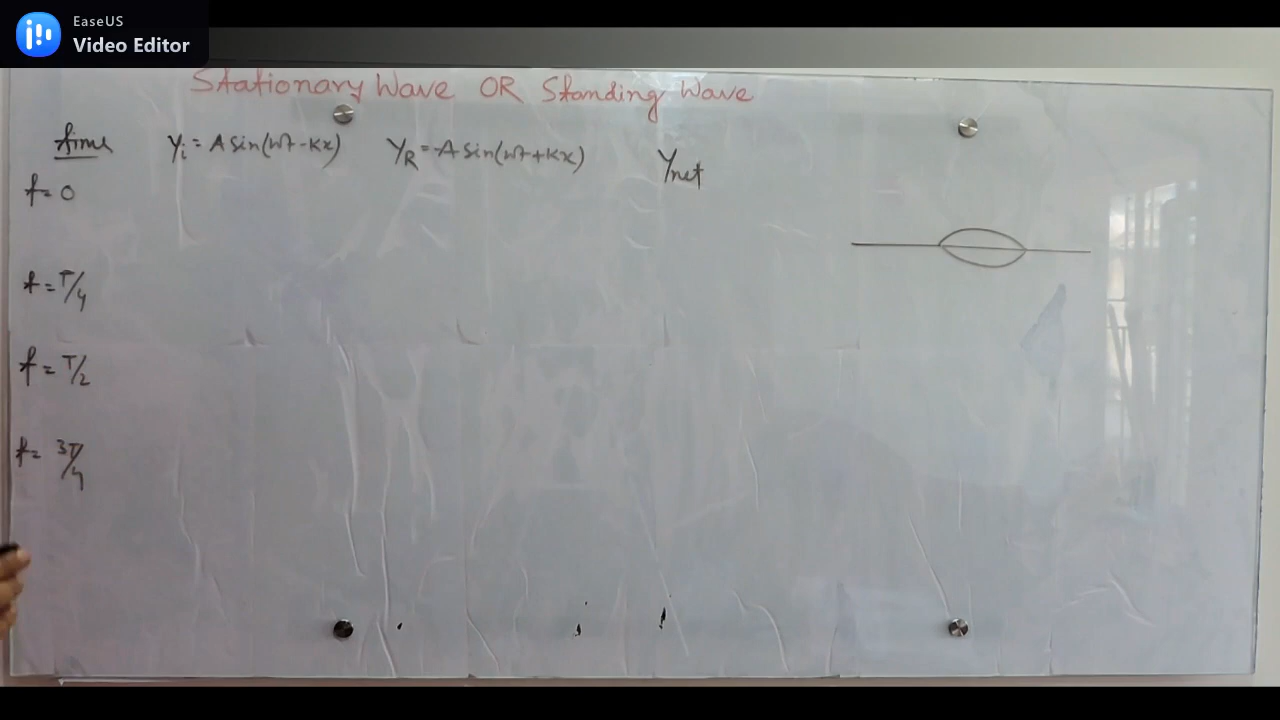 EaseUS
Video Editor
Stationary Wave OR Standing Wave
time Yi = A sin(wt-Kx) YR = -A sin(wt+Kx) Ynet
t= 0
t = T/4
t = T/2
t= 3T/4